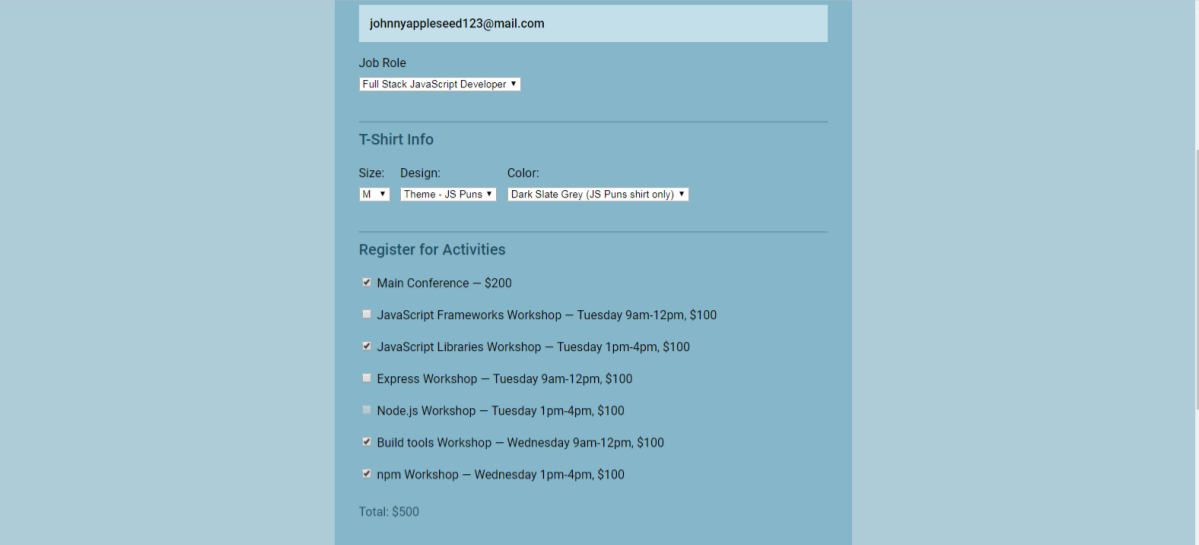 johnnyappleseed123@mail.com
Job Role
Full Stack JavaScript Developer
T-Shirt Info
Size: Design: Color:
M Theme - JS Puns Dark Slate Grey (JS Puns shirt only)
Register for Activities
Main Conference — $200
JavaScript Frameworks Workshop — Tuesday 9am-12pm, $100
JavaScript Libraries Workshop — Tuesday 1pm-4pm, $100
Express Workshop — Tuesday 9am-12pm, $100
Node.js Workshop — Tuesday 1pm-4pm, $100
Build tools Workshop — Wednesday 9am-12pm, $100
npm Workshop — Wednesday 1pm-4pm, $100
Total: $500